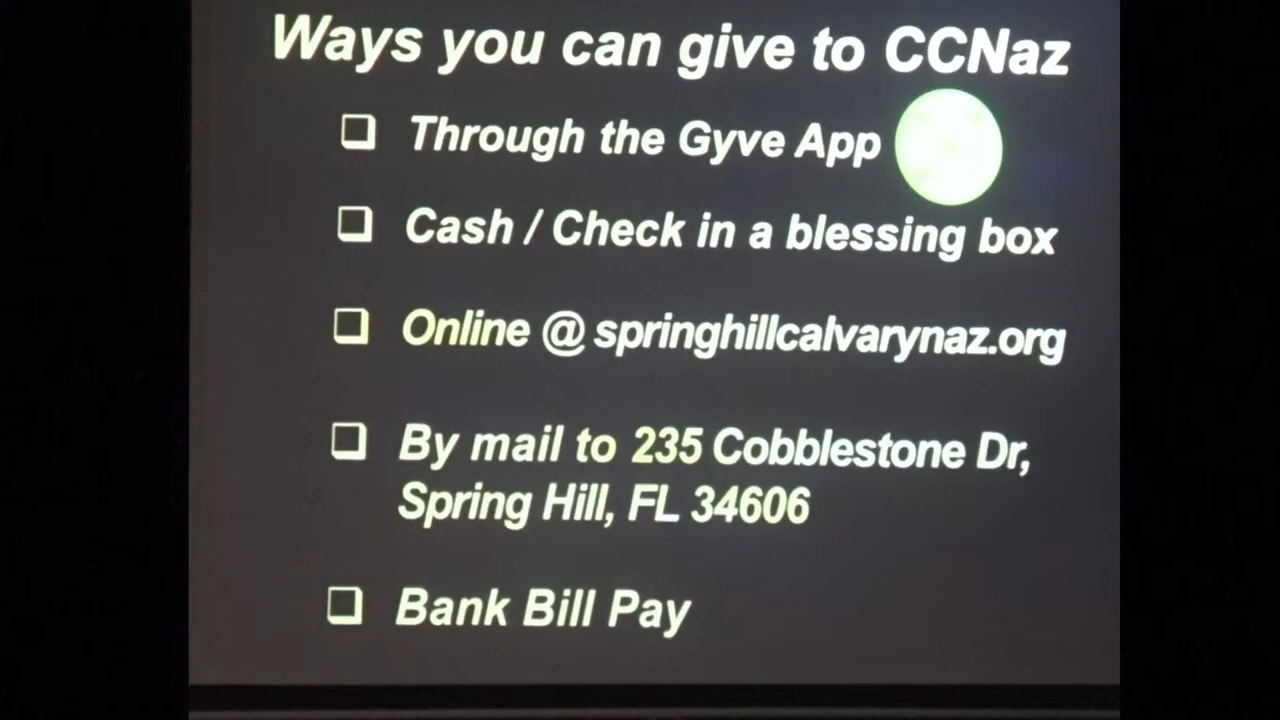 Ways you can give to CCNaz
Through the Gyve App
Cash / Check in a blessing box
Online @ springhillcalvarynaz.org
By mail to 235 Cobblestone Dr,
Spring Hill, FL 34606
Bank Bill Pay